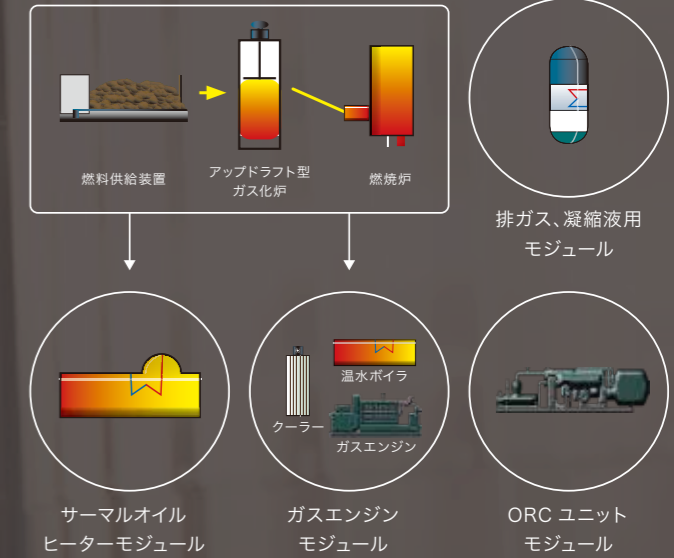 燃料供給装置
アップドラフト型
ガス化炉
燃焼炉
排ガス、凝縮液用
モジュール
温水ボイラ
クーラー
ガスエンジン
サーマルオイル
ヒーターモジュール
ガスエンジン
モジュール
ORC ユニット
モジュール